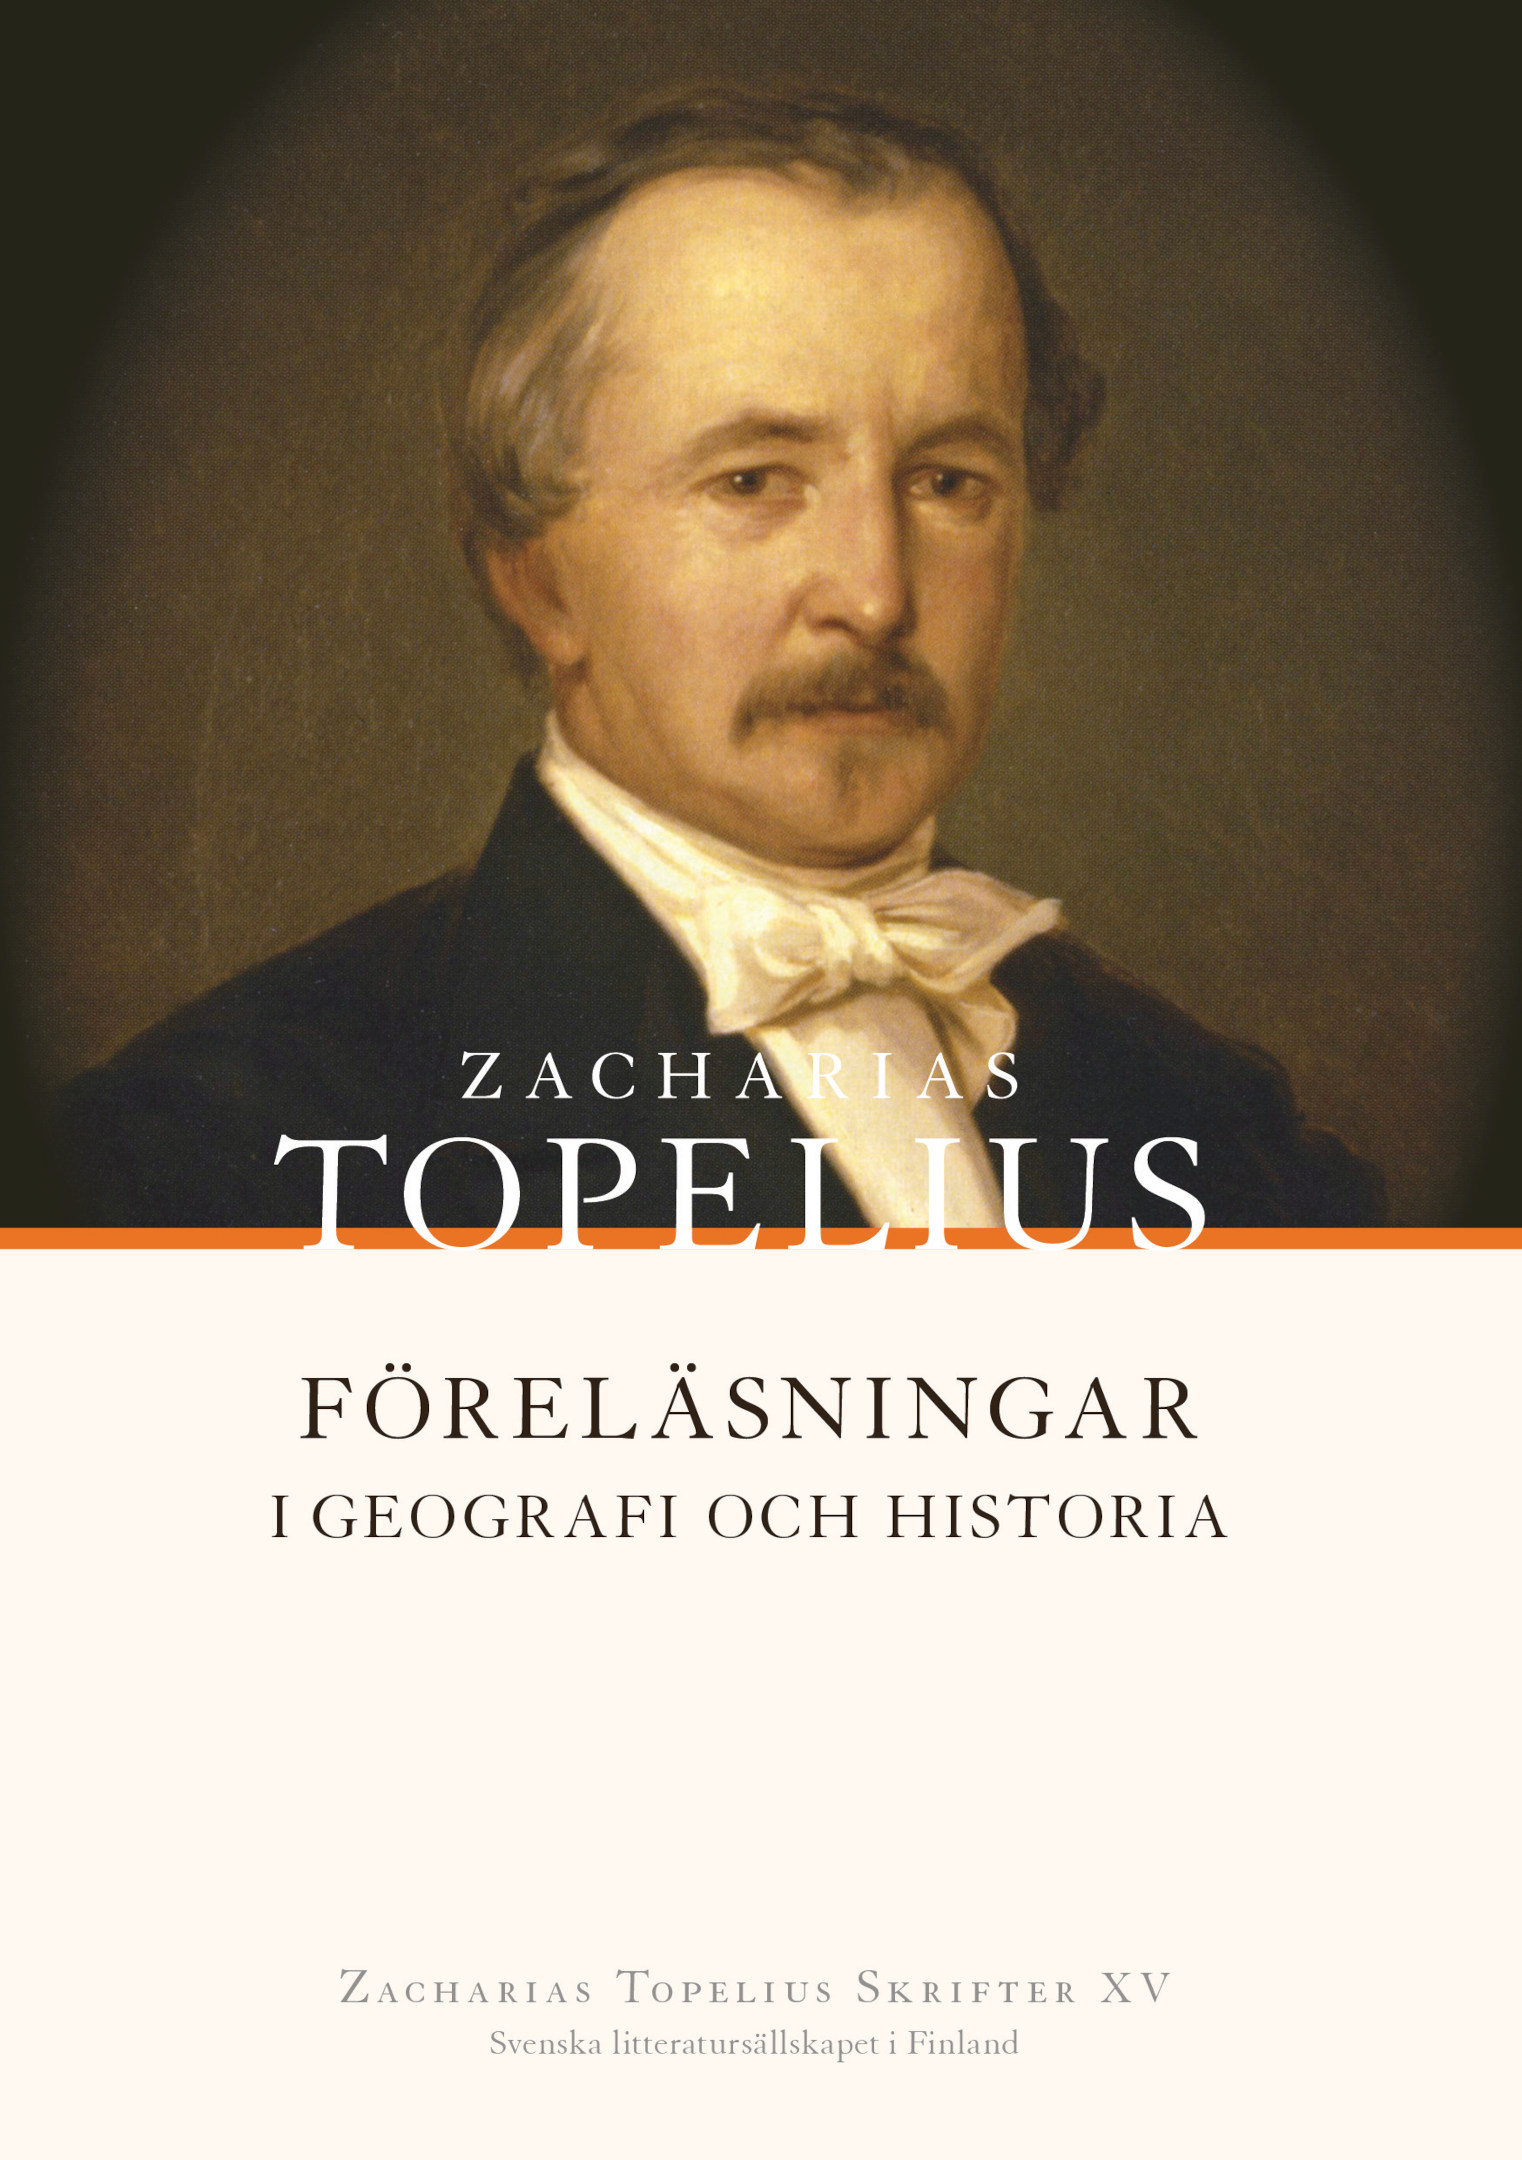 ZACHARIAS
TOPELIUS
FÖRELÄSNINGAR
I GEOGRAFI OCH HISTORIA
Zacharias Topelius Skrifter XV
Svenska litteratursällskapet i Finland